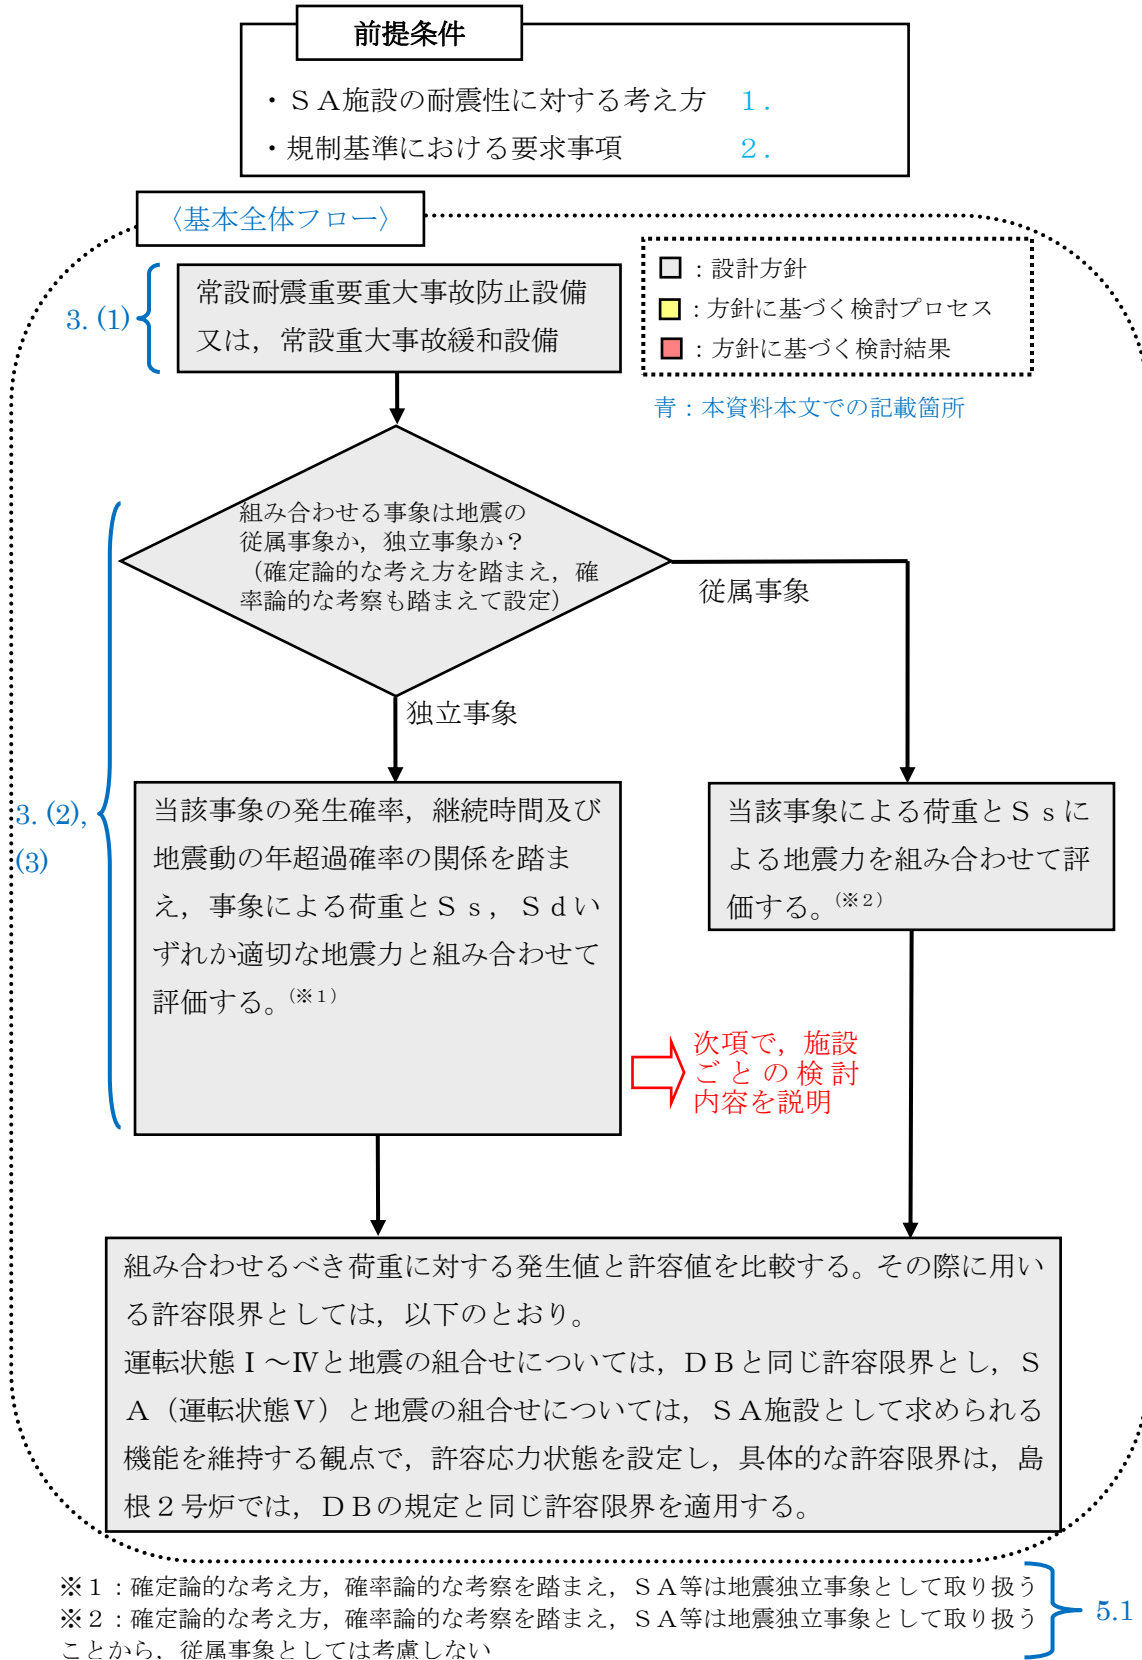 前提条件
・ＳＡ施設の耐震性に対する考え方　１．
・規制基準における要求事項　２．
〈基本全体フロー〉
：設計方針
：方針に基づく検討プロセス
：方針に基づく検討結果
青：本資料本文での記載箇所
3. (1)
常設耐震重要重大事故防止設備
又は，常設重大事故緩和設備
組み合わせる事象は地震の
従属事象か，独立事象か？
（確定論的な考え方を踏まえ，確
率論的な考察も踏まえて設定）
従属事象
独立事象
3. (2),
(3)
当該事象の発生確率，継続時間及び
地震動の年超過確率の関係を踏ま
え，事象による荷重とＳｓ，Ｓｄい
ずれか適切な地震力と組み合わせて
評価する。(※１)
当該事象による荷重とＳｓに
よる地震力を組み合わせて評
価する。(※２)
次項で，施設
ごとの検討
内容を説明
組み合わせるべき荷重に対する発生値と許容値を比較する。その際に用い
る許容限界としては，以下のとおり。
運転状態Ⅰ～Ⅳと地震の組合せについては，ＤＢと同じ許容限界とし，Ｓ
Ａ（運転状態Ⅴ）と地震の組合せについては，ＳＡ施設として求められる
機能を維持する観点で，許容応力状態を設定し，具体的な許容限界は，島
根２号炉では，ＤＢの規定と同じ許容限界を適用する。
※１：確定論的な考え方，確率論的な考察を踏まえ，ＳＡ等は地震独立事象として取り扱う
※２：確定論的な考え方，確率論的な考察を踏まえ，ＳＡ等は地震独立事象として取り扱う
ことから，従属事象としては考慮しない
5.1